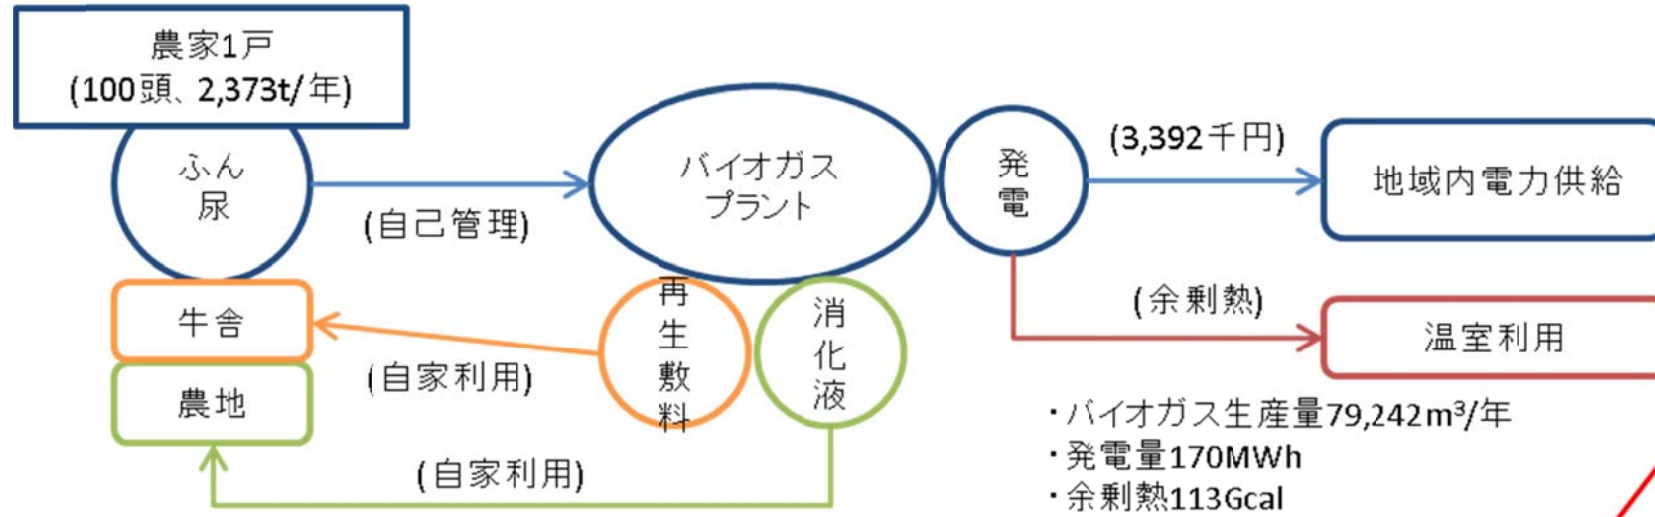 農家1戸
(100頭、2,373t/年)
ふん
尿
(自己管理)
バイオガス
プラント
発
電
(3,392千円)
地域内電力供給
(余剰熱)
温室利用
牛舎
農地
(自家利用)
再
生
敷
料
消
化
液
(自家利用)
・バイオガス生産量79,242m³/年
・発電量170MWh
・余剰熱113Gcal